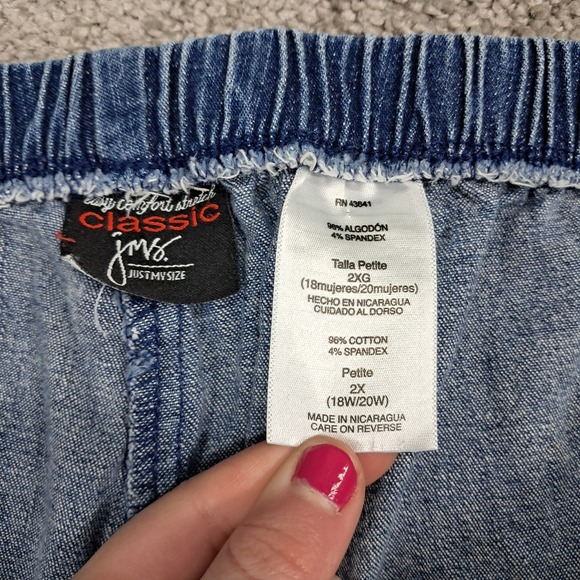 easy comfort stretch
classic
jms.
JUST MY SIZE
RN 43641
96% ALGODÓN
4% SPANDEX
Talla Petite
2XG
(18mujeres/20mujeres)
HECHO EN NICARAGUA
CUIDADO AL DORSO
96% COTTON
4% SPANDEX
Petite
2X
(18W/20W)
MADE IN NICARAGUA
CARE ON REVERSE